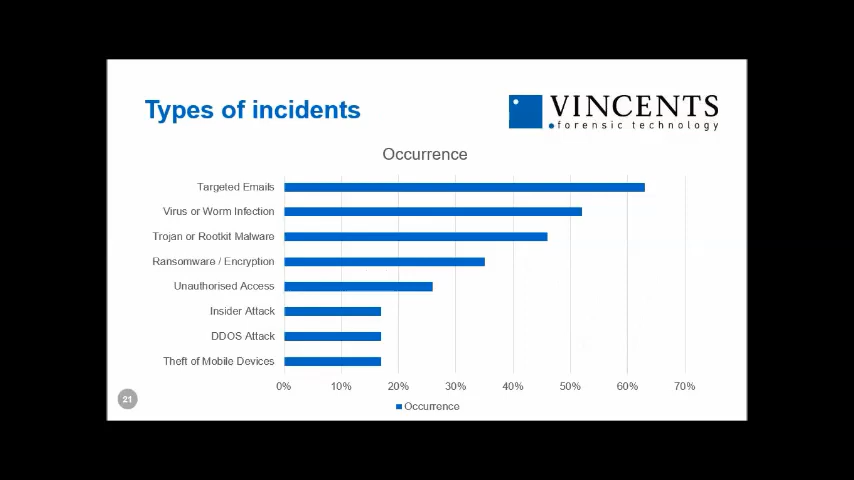 Types of incidents
VINCENTS
forensic technology
Occurrence
Targeted Emails
Virus or Worm Infection
Trojan or Rootkit Malware
Ransomware / Encryption
Unauthorised Access
Insider Attack
DDOS Attack
Theft of Mobile Devices
0% 10% 20% 30% 40% 50% 60% 70%
Occurrence
21